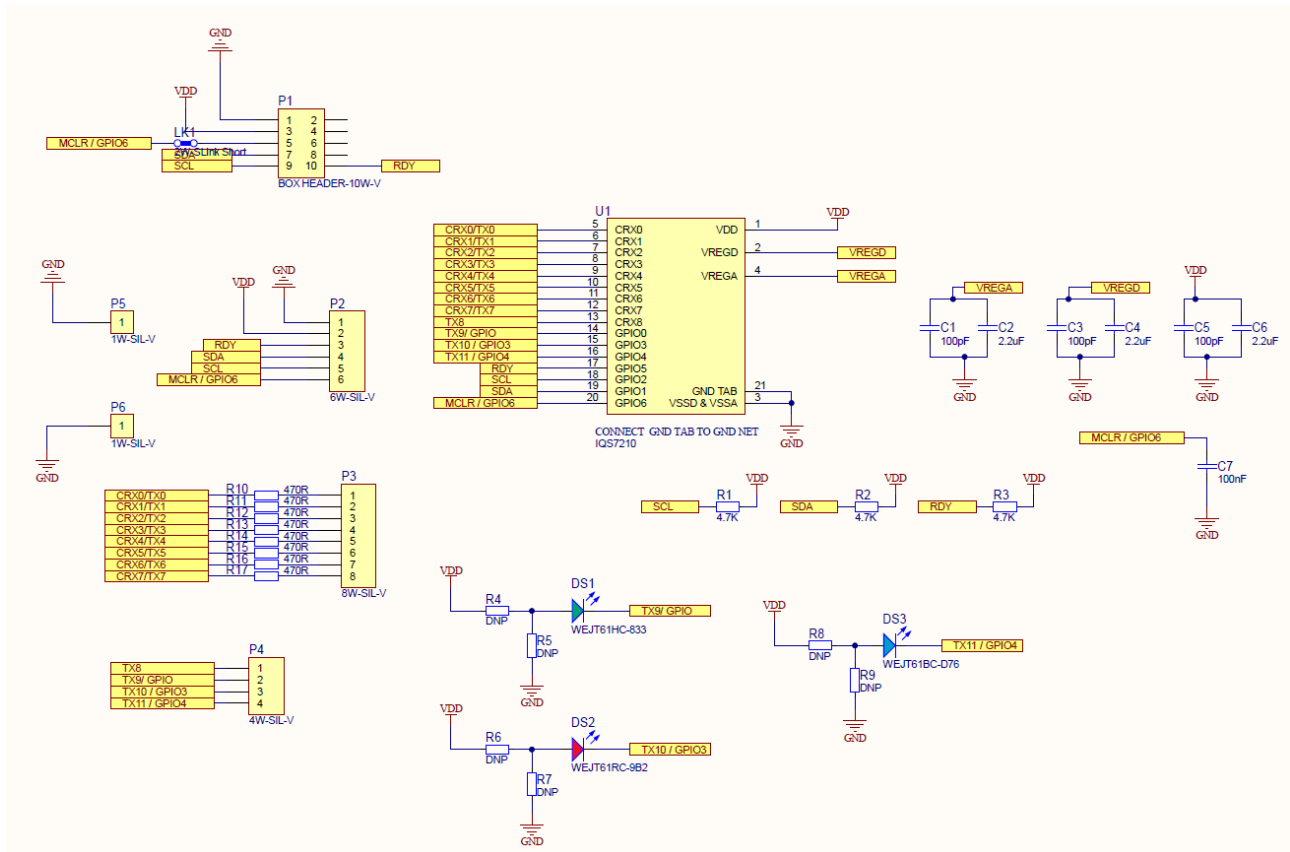 GND
VDD
P1
1 2
3 4
5 6
7 8
9 10
BOX HEADER-10W-V
MCLR / GPIO6
LK1
2W-SLink Short
SDA
SCL
RDY
U1
CRX0/TX0 5 CRX0
CRX1/TX1 6 CRX1
CRX2/TX2 7 CRX2
CRX3/TX3 8 CRX3
CRX4/TX4 9 CRX4
CRX5/TX5 10 CRX5
CRX6/TX6 11 CRX6
CRX7/TX7 12 CRX7
TX8 13 CRX8
TX9/ GPIO 14 GPIO0
TX10 / GPIO3 15 GPIO3
TX11 / GPIO4 16 GPIO4
RDY 17 GPIO5
SCL 18 GPIO2
SDA 19 GPIO1
MCLR / GPIO6 20 GPIO6
VDD 1 VDD
VREGD 2 VREGD
VREGA 4 VREGA
GND TAB 21
VSSD & VSSA 3
GND
CONNECT GND TAB TO GND NET
IQS7210
GND
P5
1
1W-SIL-V
VDD
GND
P2
1
2
RDY 3
SDA 4
SCL 5
MCLR / GPIO6 6
6W-SIL-V
P6
1
1W-SIL-V
GND
VREGA
C1
100pF
C2
2.2uF
GND
VREGD
C3
100pF
C4
2.2uF
GND
VDD
C5
100pF
C6
2.2uF
GND
MCLR / GPIO6
C7
100nF
GND
P3
CRX0/TX0 R10 470R 1
CRX1/TX1 R11 470R 2
CRX2/TX2 R12 470R 3
CRX3/TX3 R13 470R 4
CRX4/TX4 R14 470R 5
CRX5/TX5 R15 470R 6
CRX6/TX6 R16 470R 7
CRX7/TX7 R17 470R 8
8W-SIL-V
SCL
R1
4.7K
VDD
SDA
R2
4.7K
VDD
RDY
R3
4.7K
VDD
P4
TX8 1
TX9/ GPIO 2
TX10 / GPIO3 3
TX11 / GPIO4 4
4W-SIL-V
VDD
R4
DNP
R5
DNP
GND
DS1
WEJT61HC-833
TX9/ GPIO
VDD
R6
DNP
R7
DNP
GND
DS2
WEJT61RC-9B2
TX10 / GPIO3
VDD
R8
DNP
R9
DNP
GND
DS3
WEJT61BC-D76
TX11 / GPIO4